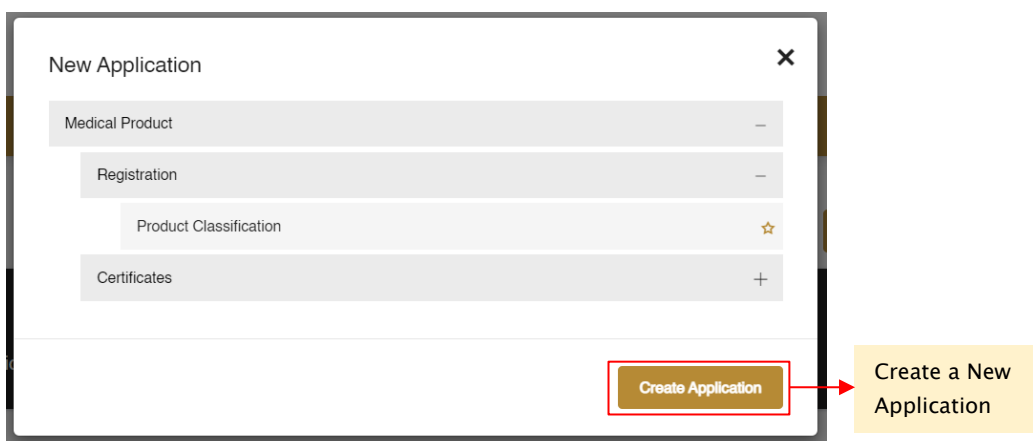 New Application
Medical Product
Registration
Product Classification
Certificates
Create Application
Create a New
Application